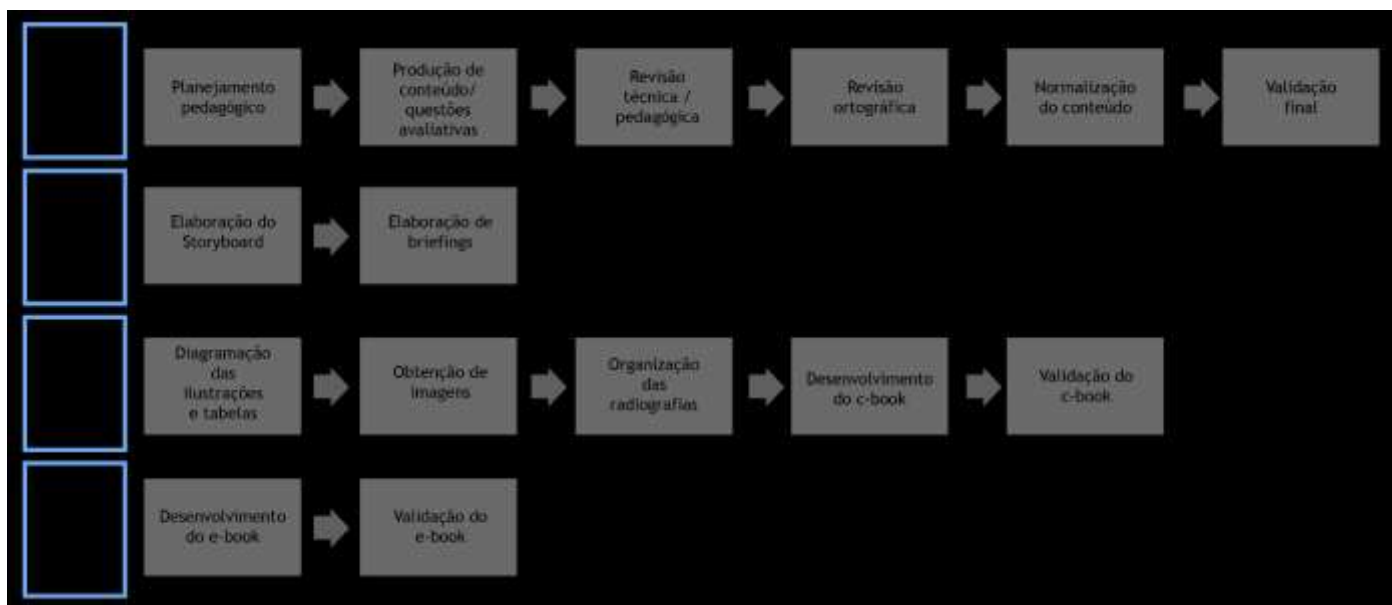 Planejamento
pedagógico
Produção de
conteúdo/
questões
avaliativas
Revisão
técnica /
pedagógica
Revisão
ortográfica
Normalização
do conteúdo
Validação
final
Elaboração do
Storyboard
Elaboração de
briefings
Diagramação
das
ilustrações
e tabelas
Obtenção de
imagens
Organização
das
radiografias
Desenvolvimento
do c-book
Validação do
c-book
Desenvolvimento
do e-book
Validação do
e-book